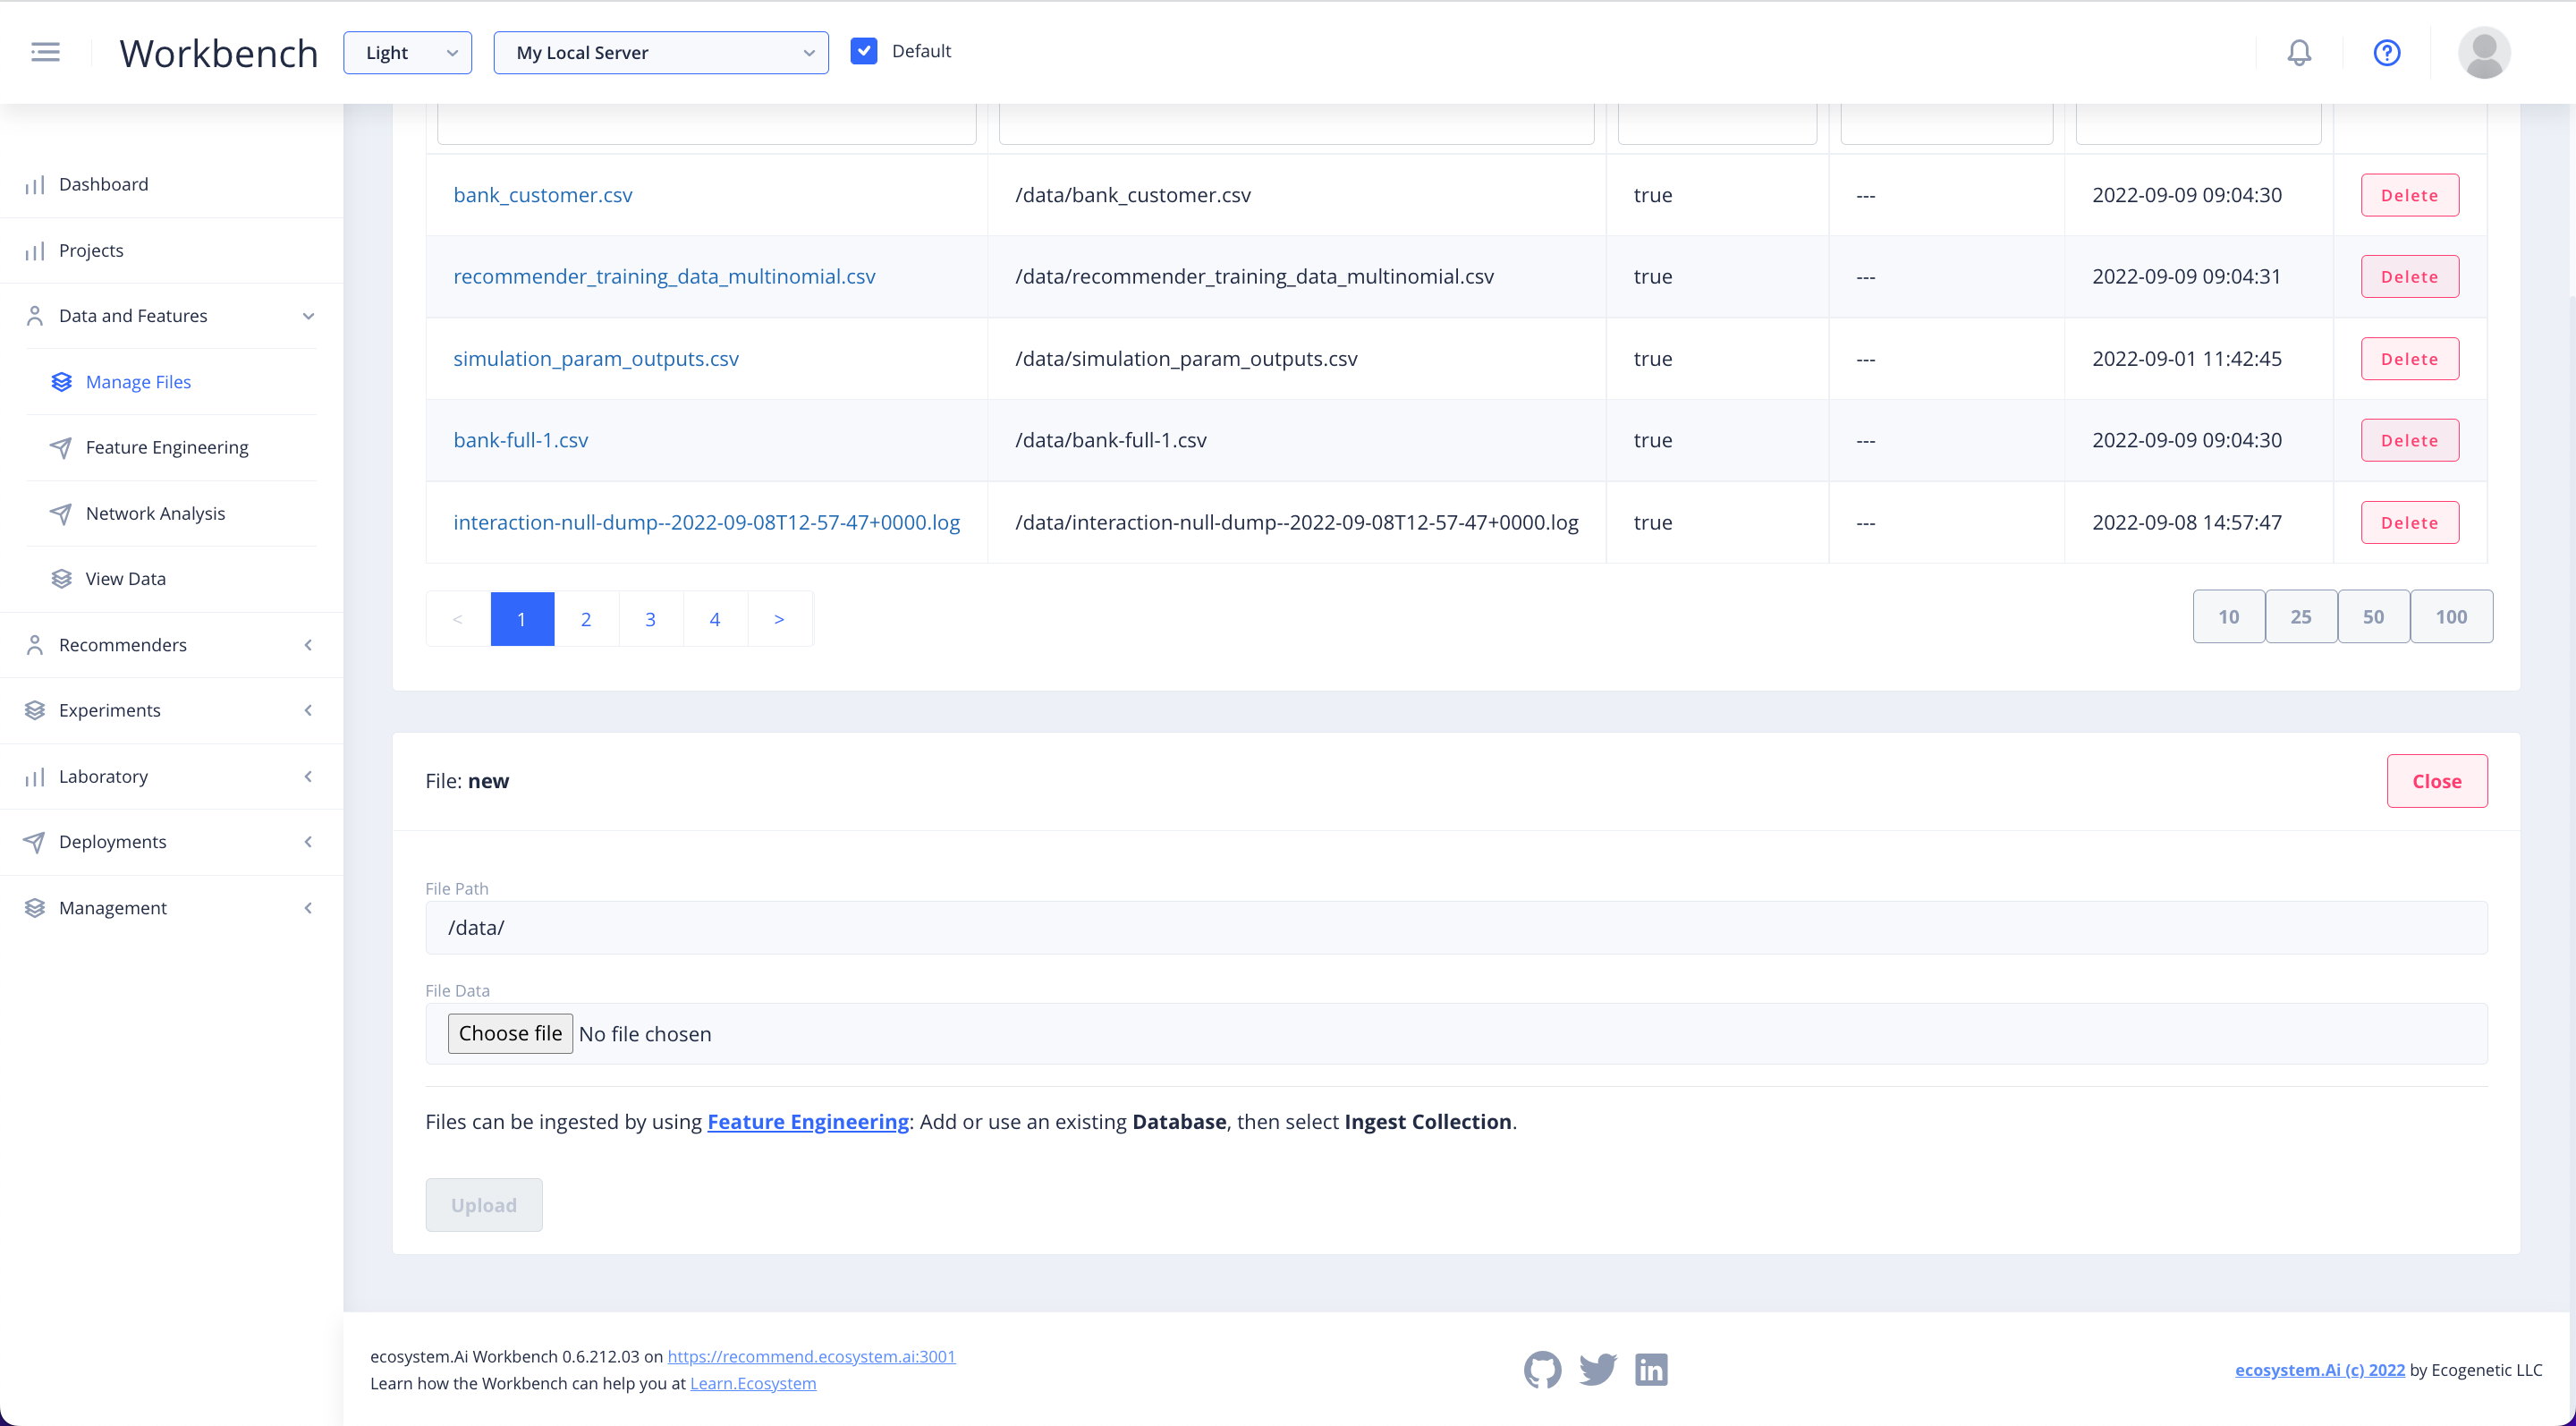 Workbench
Light
My Local Server
Default
Dashboard
Projects
Data and Features
Manage Files
Feature Engineering
Network Analysis
View Data
Recommenders
Experiments
Laboratory
Deployments
Management
bank_customer.csv /data/bank_customer.csv true --- 2022-09-09 09:04:30 Delete
recommender_training_data_multinomial.csv /data/recommender_training_data_multinomial.csv true --- 2022-09-09 09:04:31 Delete
simulation_param_outputs.csv /data/simulation_param_outputs.csv true --- 2022-09-01 11:42:45 Delete
bank-full-1.csv /data/bank-full-1.csv true --- 2022-09-09 09:04:30 Delete
interaction-null-dump--2022-09-08T12-57-47+0000.log /data/interaction-null-dump--2022-09-08T12-57-47+0000.log true --- 2022-09-08 14:57:47 Delete
< 1 2 3 4 > 10 25 50 100
File: new Close
File Path
/data/
File Data
Choose file No file chosen
Files can be ingested by using Feature Engineering: Add or use an existing Database, then select Ingest Collection.
Upload
ecosystem.Ai Workbench 0.6.212.03 on https://recommend.ecosystem.ai:3001
Learn how the Workbench can help you at Learn.Ecosystem
ecosystem.Ai (c) 2022 by Ecogenetic LLC